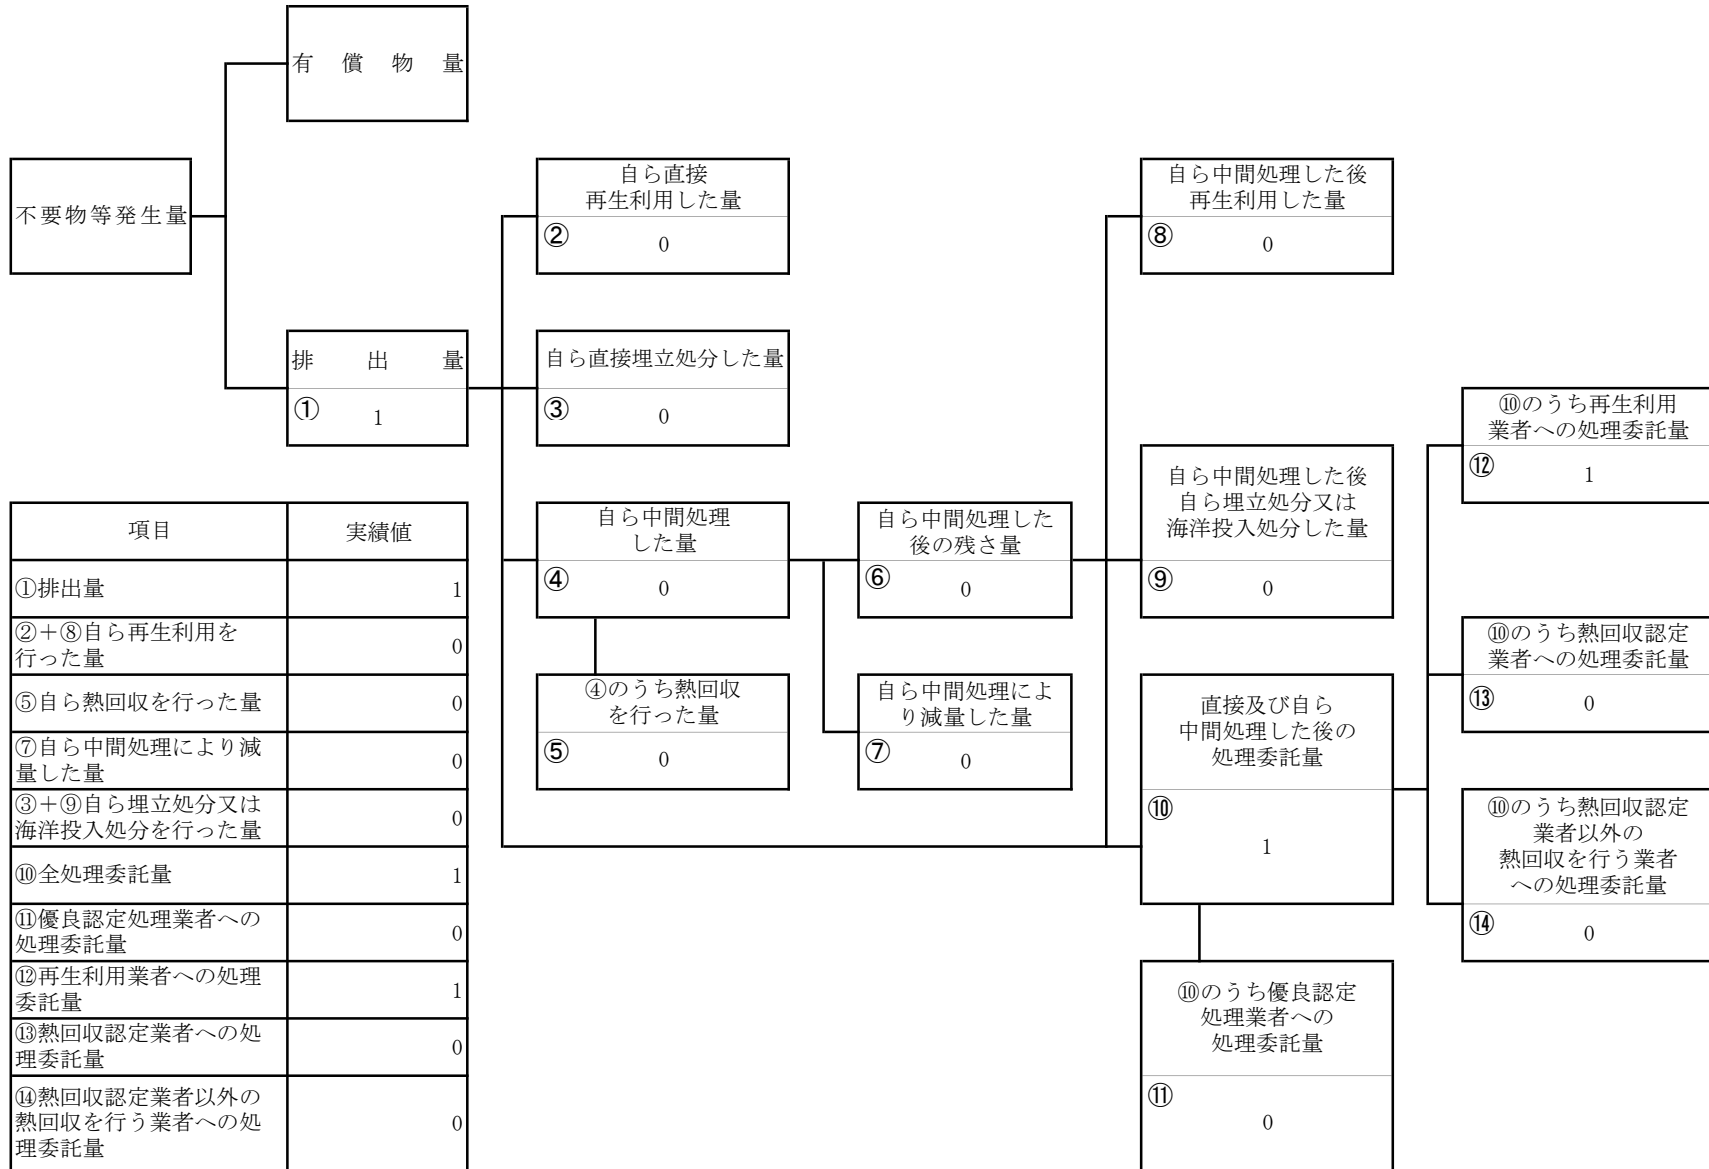 有償物量
不要物等発生量
排出量
① 1
自ら直接
再生利用した量
② 0
自ら直接埋立処分した量
③ 0
自ら中間処理
した量
④ 0
④のうち熱回収
を行った量
⑤ 0
自ら中間処理した
後の残さ量
⑥ 0
自ら中間処理によ
り減量した量
⑦ 0
自ら中間処理した後
再生利用した量
⑧ 0
自ら中間処理した後
自ら埋立処分又は
海洋投入処分した量
⑨ 0
直接及び自ら
中間処理した後の
処理委託量
⑩
1
⑩のうち優良認定
処理業者への
処理委託量
⑪
0
⑩のうち再生利用
業者への処理委託量
⑫ 1
⑩のうち熱回収認定
業者への処理委託量
⑬ 0
⑩のうち熱回収認定
業者以外の
熱回収を行う業者
への処理委託量
⑭ 0
項目 実績値
①排出量 1
②+⑧自ら再生利用を
行った量 0
⑤自ら熱回収を行った量 0
⑦自ら中間処理により減
量した量 0
③+⑨自ら埋立処分又は
海洋投入処分を行った量 0
⑩全処理委託量 1
⑪優良認定処理業者への
処理委託量 0
⑫再生利用業者への処理
委託量 1
⑬熱回収認定業者への処
理委託量 0
⑭熱回収認定業者以外の
熱回収を行う業者への処
理委託量 0